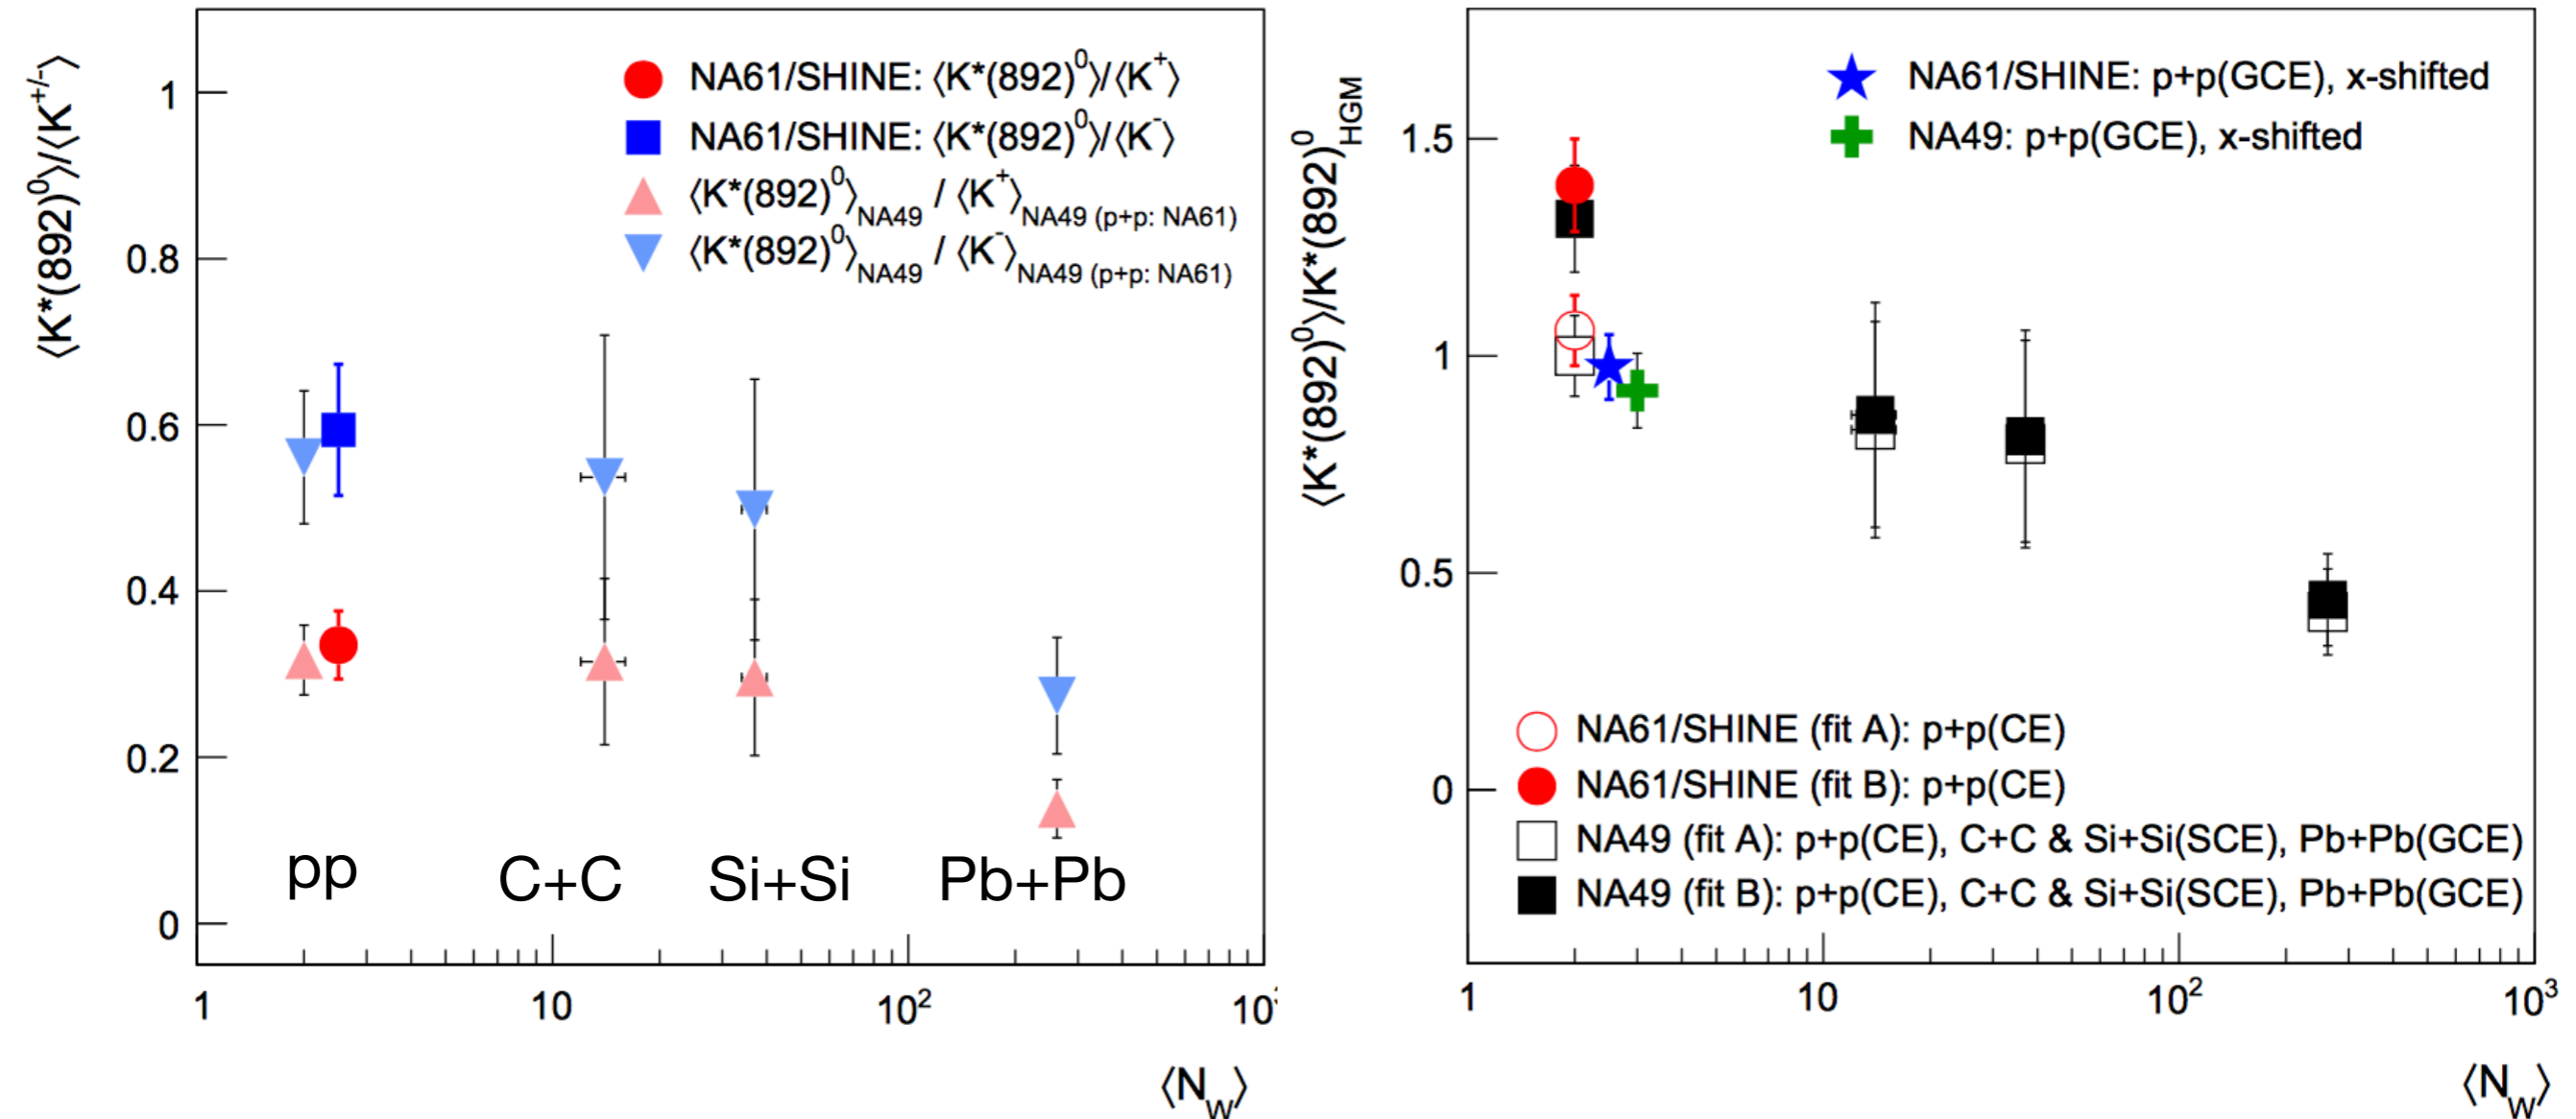 ⟨K*(892)⁰⟩/⟨K⁺ᐟ⁻⟩
1
0.8
0.6
0.4
0.2
0
NA61/SHINE: ⟨K*(892)⁰⟩/⟨K⁺⟩
NA61/SHINE: ⟨K*(892)⁰⟩/⟨K⁻⟩
⟨K*(892)⁰⟩NA49 / ⟨K⁺⟩NA49 (p+p: NA61)
⟨K*(892)⁰⟩NA49 / ⟨K⁻⟩NA49 (p+p: NA61)
pp C+C Si+Si Pb+Pb
1 10 10²
⟨N_W⟩
⟨K*(892)⁰⟩/K*(892)⁰HGM
1.5
1
0.5
0
NA61/SHINE: p+p(GCE), x-shifted
NA49: p+p(GCE), x-shifted
NA61/SHINE (fit A): p+p(CE)
NA61/SHINE (fit B): p+p(CE)
NA49 (fit A): p+p(CE), C+C & Si+Si(SCE), Pb+Pb(GCE)
NA49 (fit B): p+p(CE), C+C & Si+Si(SCE), Pb+Pb(GCE)
1 10 10² 10³
⟨N_W⟩